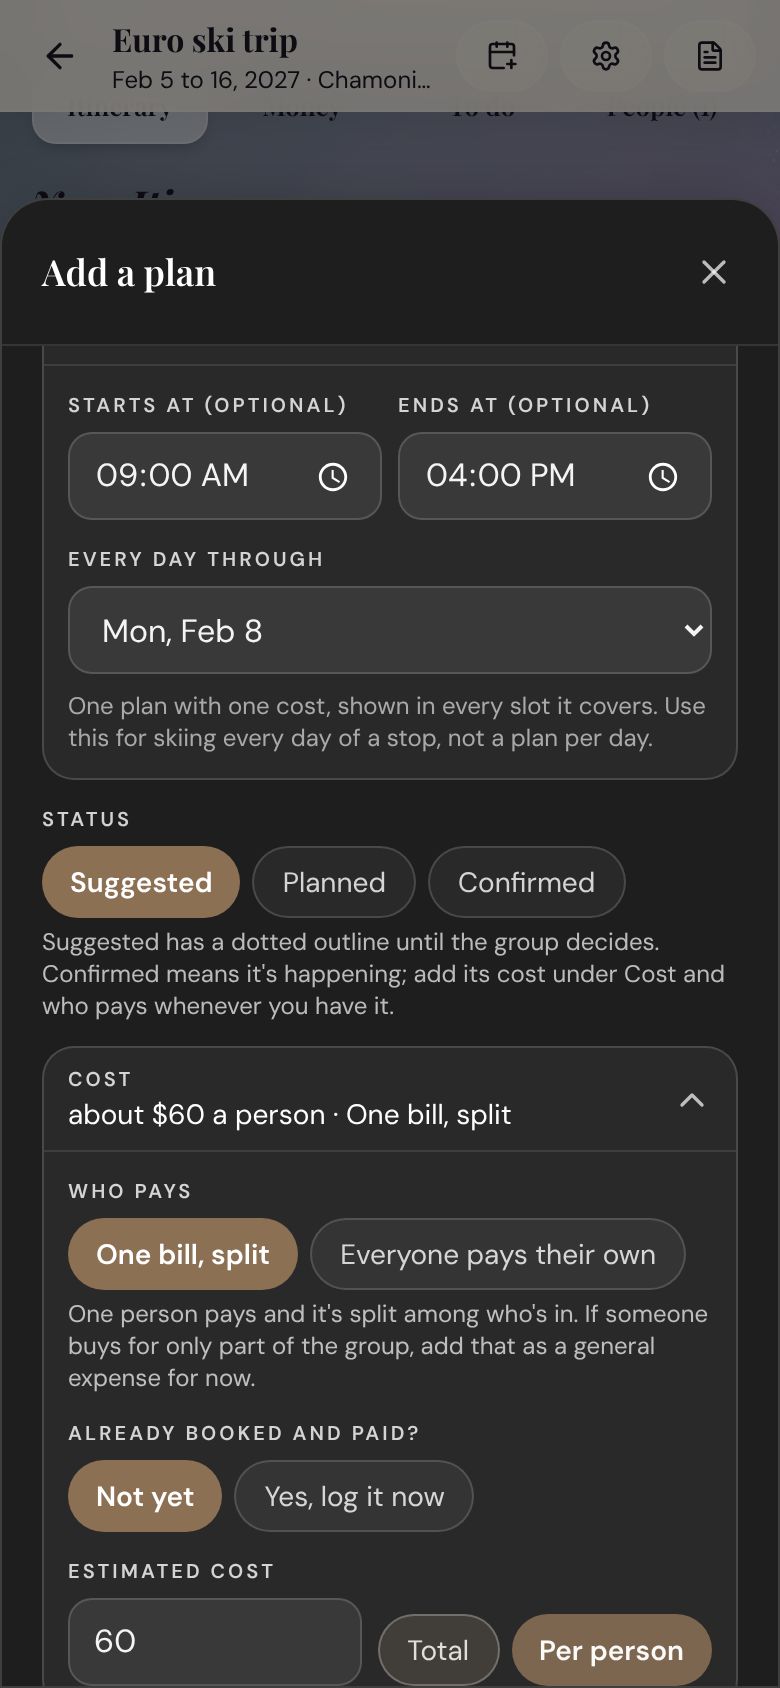 Euro ski trip
Feb 5 to 16, 2027 · Chamoni...
Itinerary Money To do People (1)
Add a plan
STARTS AT (OPTIONAL) ENDS AT (OPTIONAL)
09:00 AM 04:00 PM
EVERY DAY THROUGH
Mon, Feb 8
One plan with one cost, shown in every slot it covers. Use
this for skiing every day of a stop, not a plan per day.
STATUS
Suggested Planned Confirmed
Suggested has a dotted outline until the group decides.
Confirmed means it's happening; add its cost under Cost and
who pays whenever you have it.
COST
about $60 a person · One bill, split
WHO PAYS
One bill, split Everyone pays their own
One person pays and it's split among who's in. If someone
buys for only part of the group, add that as a general
expense for now.
ALREADY BOOKED AND PAID?
Not yet Yes, log it now
ESTIMATED COST
60 Total Per person